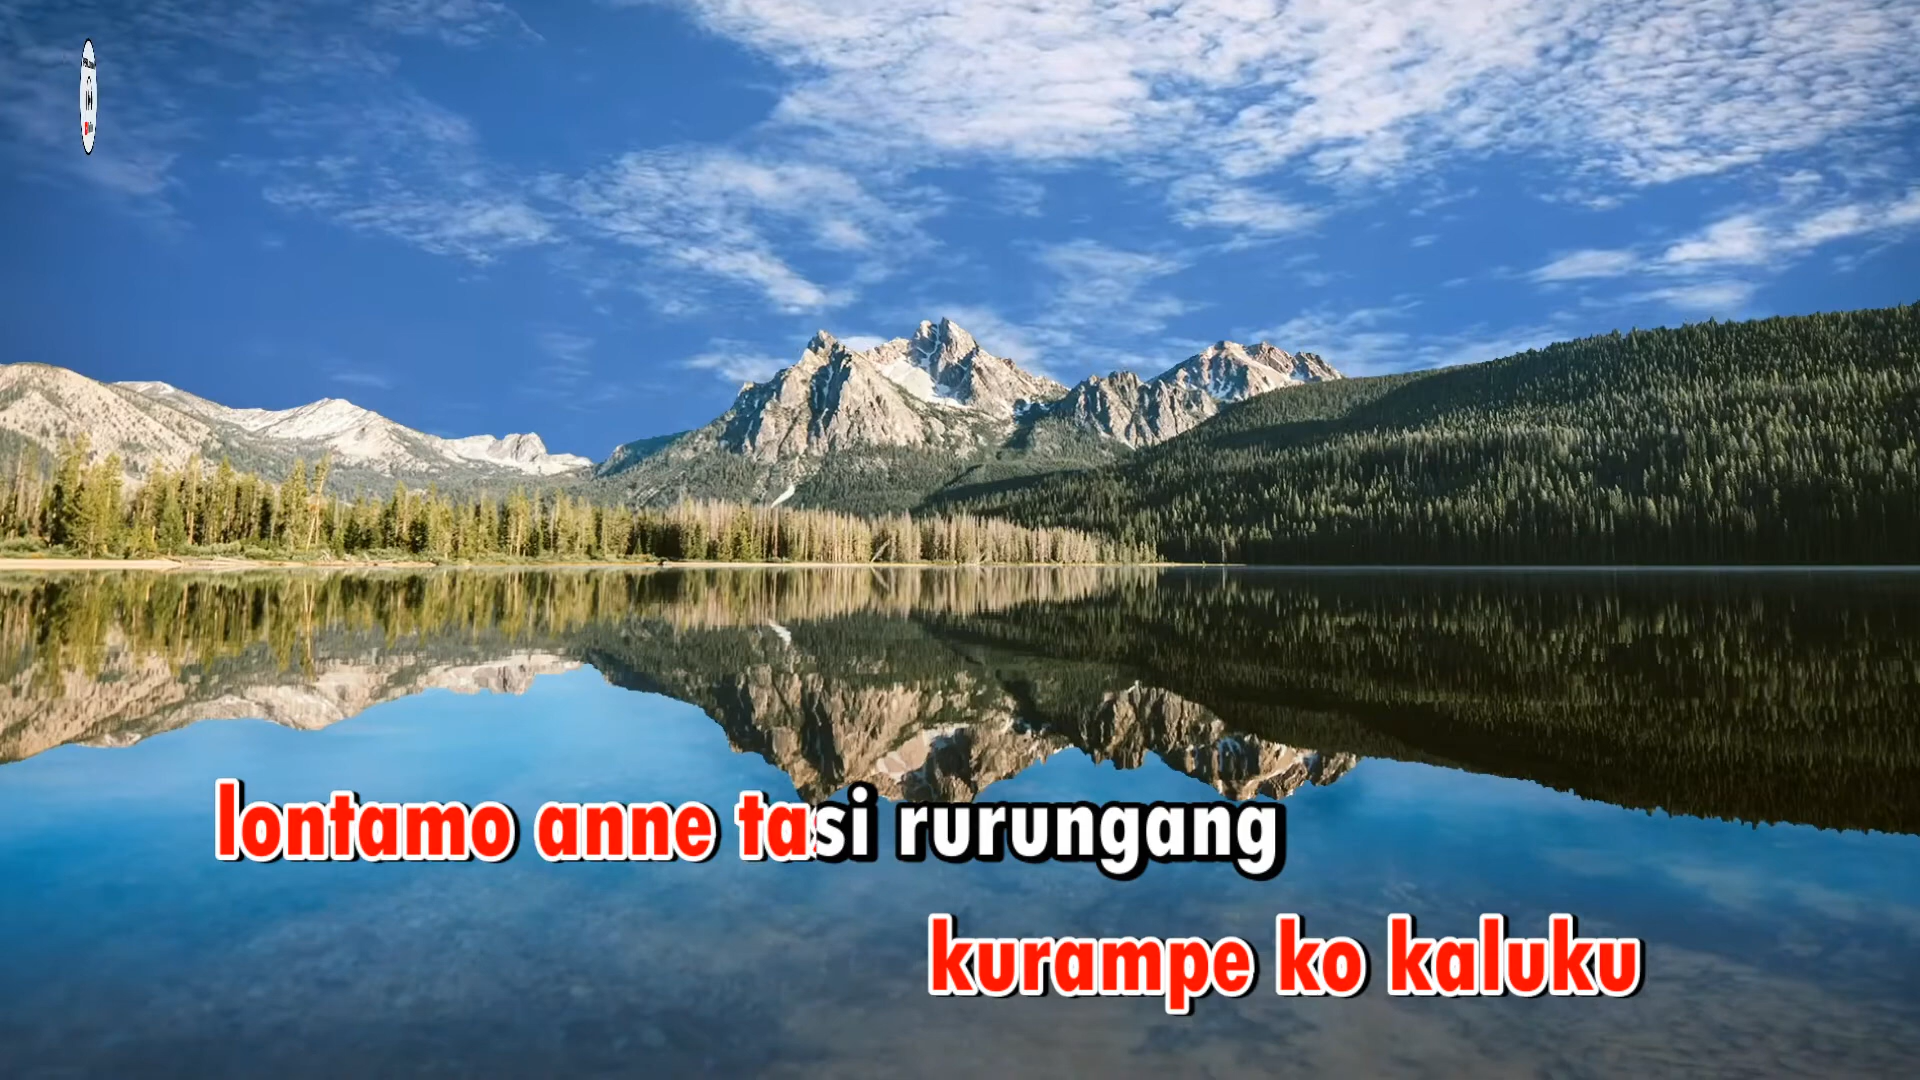 lontamo anne tasi rurungang
kurampe ko kaluku